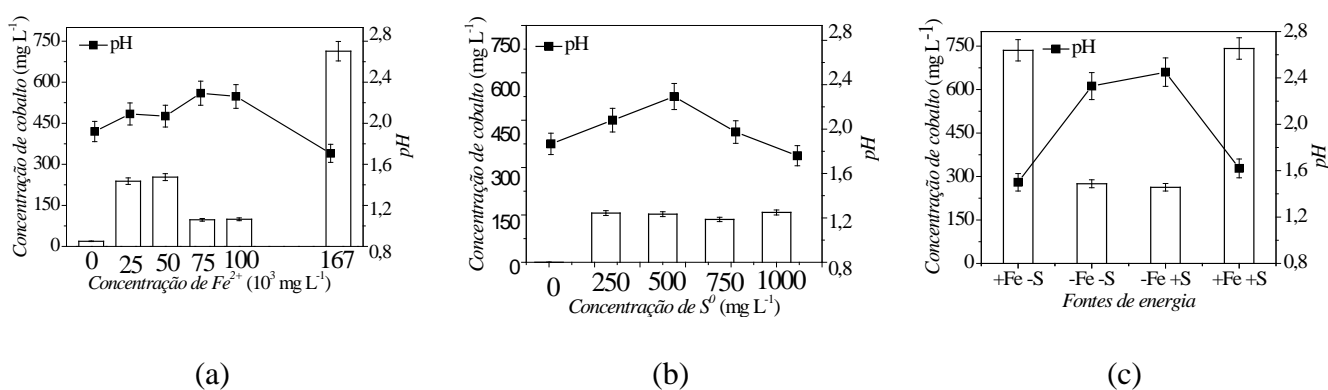 Concentração de cobalto (mg L⁻¹)
750
600
450
300
150
0
pH
2,8
2,4
2,0
1,6
1,2
0,8
pH
0 25 50 75 100 167
Concentração de Fe²⁺ (10³ mg L⁻¹)
(a)
Concentração de cobalto (mg L⁻¹)
750
600
450
300
150
0
pH
2,8
2,4
2,0
1,6
1,2
0,8
pH
0 250 500 750 1000
Concentração de S⁰ (mg L⁻¹)
(b)
Concentração de cobalto (mg L⁻¹)
750
600
450
300
150
0
pH
2,8
2,4
2,0
1,6
1,2
0,8
pH
+Fe -S -Fe -S -Fe +S +Fe +S
Fontes de energia
(c)